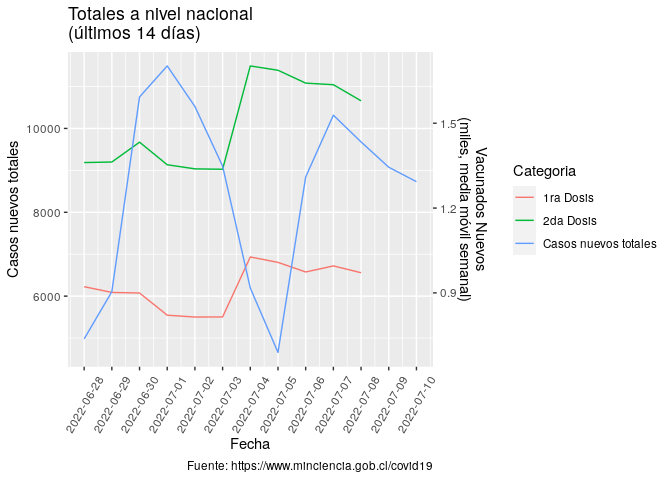 Totales a nivel nacional
(últimos 14 días)
Casos nuevos totales
10000
8000
6000
1.5
1.2
0.9
Vacunados Nuevos
(miles, media móvil semanal)
2022-06-28
2022-06-29
2022-06-30
2022-07-01
2022-07-02
2022-07-03
2022-07-04
2022-07-05
2022-07-06
2022-07-07
2022-07-08
2022-07-09
2022-07-10
Fecha
Categoria
1ra Dosis
2da Dosis
Casos nuevos totales
Fuente: https://www.minciencia.gob.cl/covid19